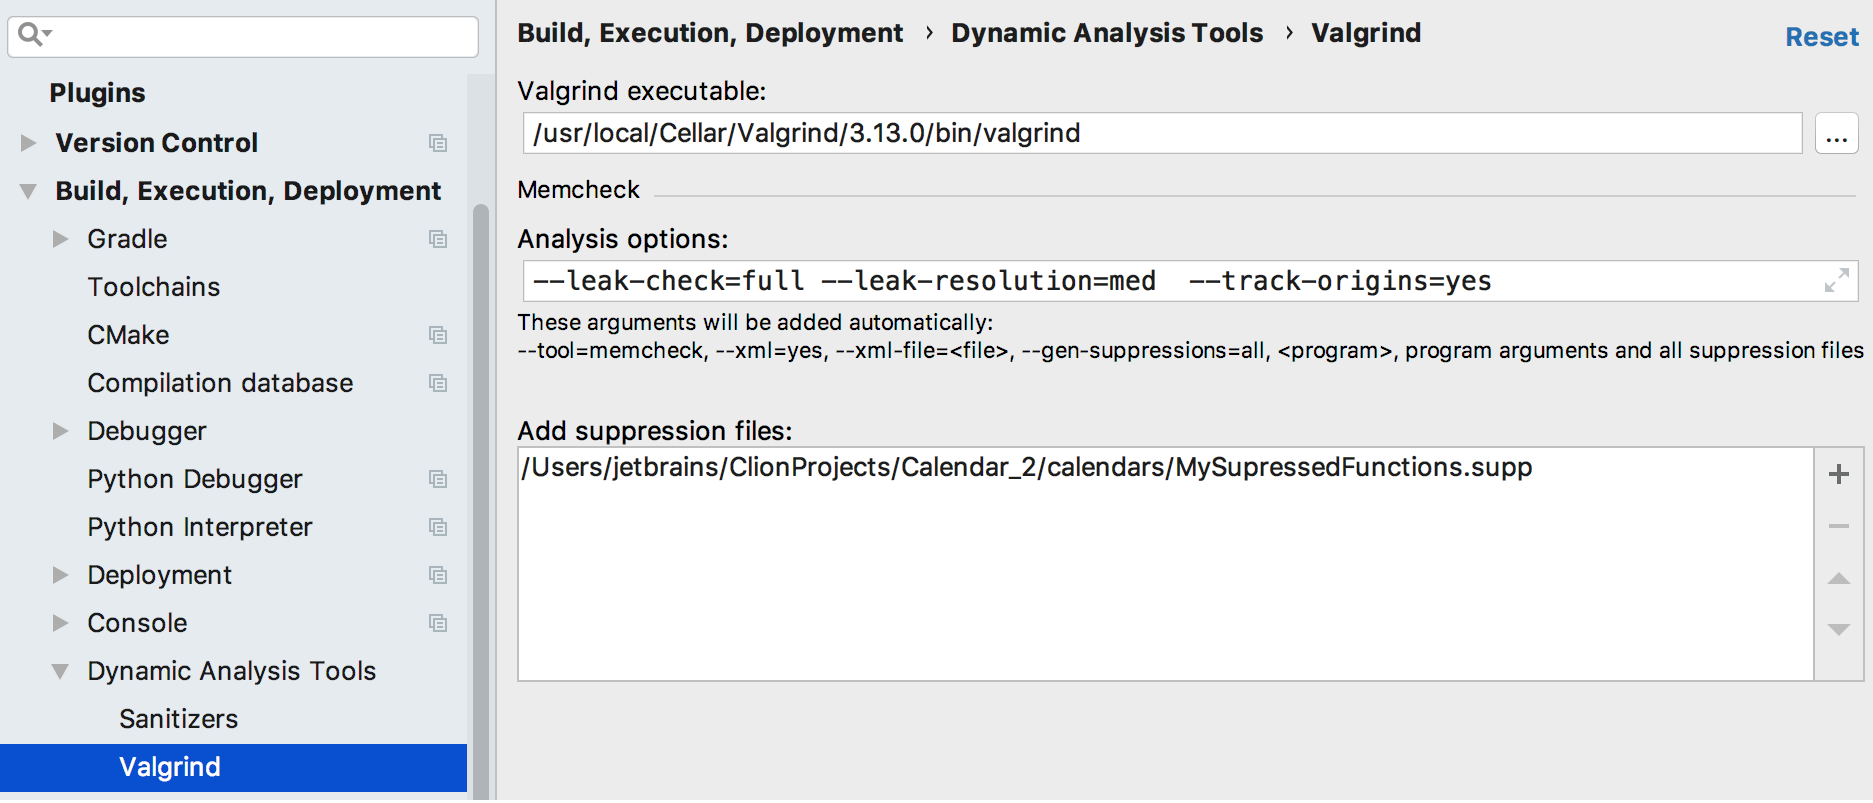 Plugins
Version Control
Build, Execution, Deployment
Gradle
Toolchains
CMake
Compilation database
Debugger
Python Debugger
Python Interpreter
Deployment
Console
Dynamic Analysis Tools
Sanitizers
Valgrind
Build, Execution, Deployment › Dynamic Analysis Tools › Valgrind
Reset
Valgrind executable:
/usr/local/Cellar/Valgrind/3.13.0/bin/valgrind
...
Memcheck
Analysis options:
--leak-check=full --leak-resolution=med  --track-origins=yes
These arguments will be added automatically:
--tool=memcheck, --xml=yes, --xml-file=<file>, --gen-suppressions=all, <program>, program arguments and all suppression files
Add suppression files:
/Users/jetbrains/ClionProjects/Calendar_2/calendars/MySupressedFunctions.supp